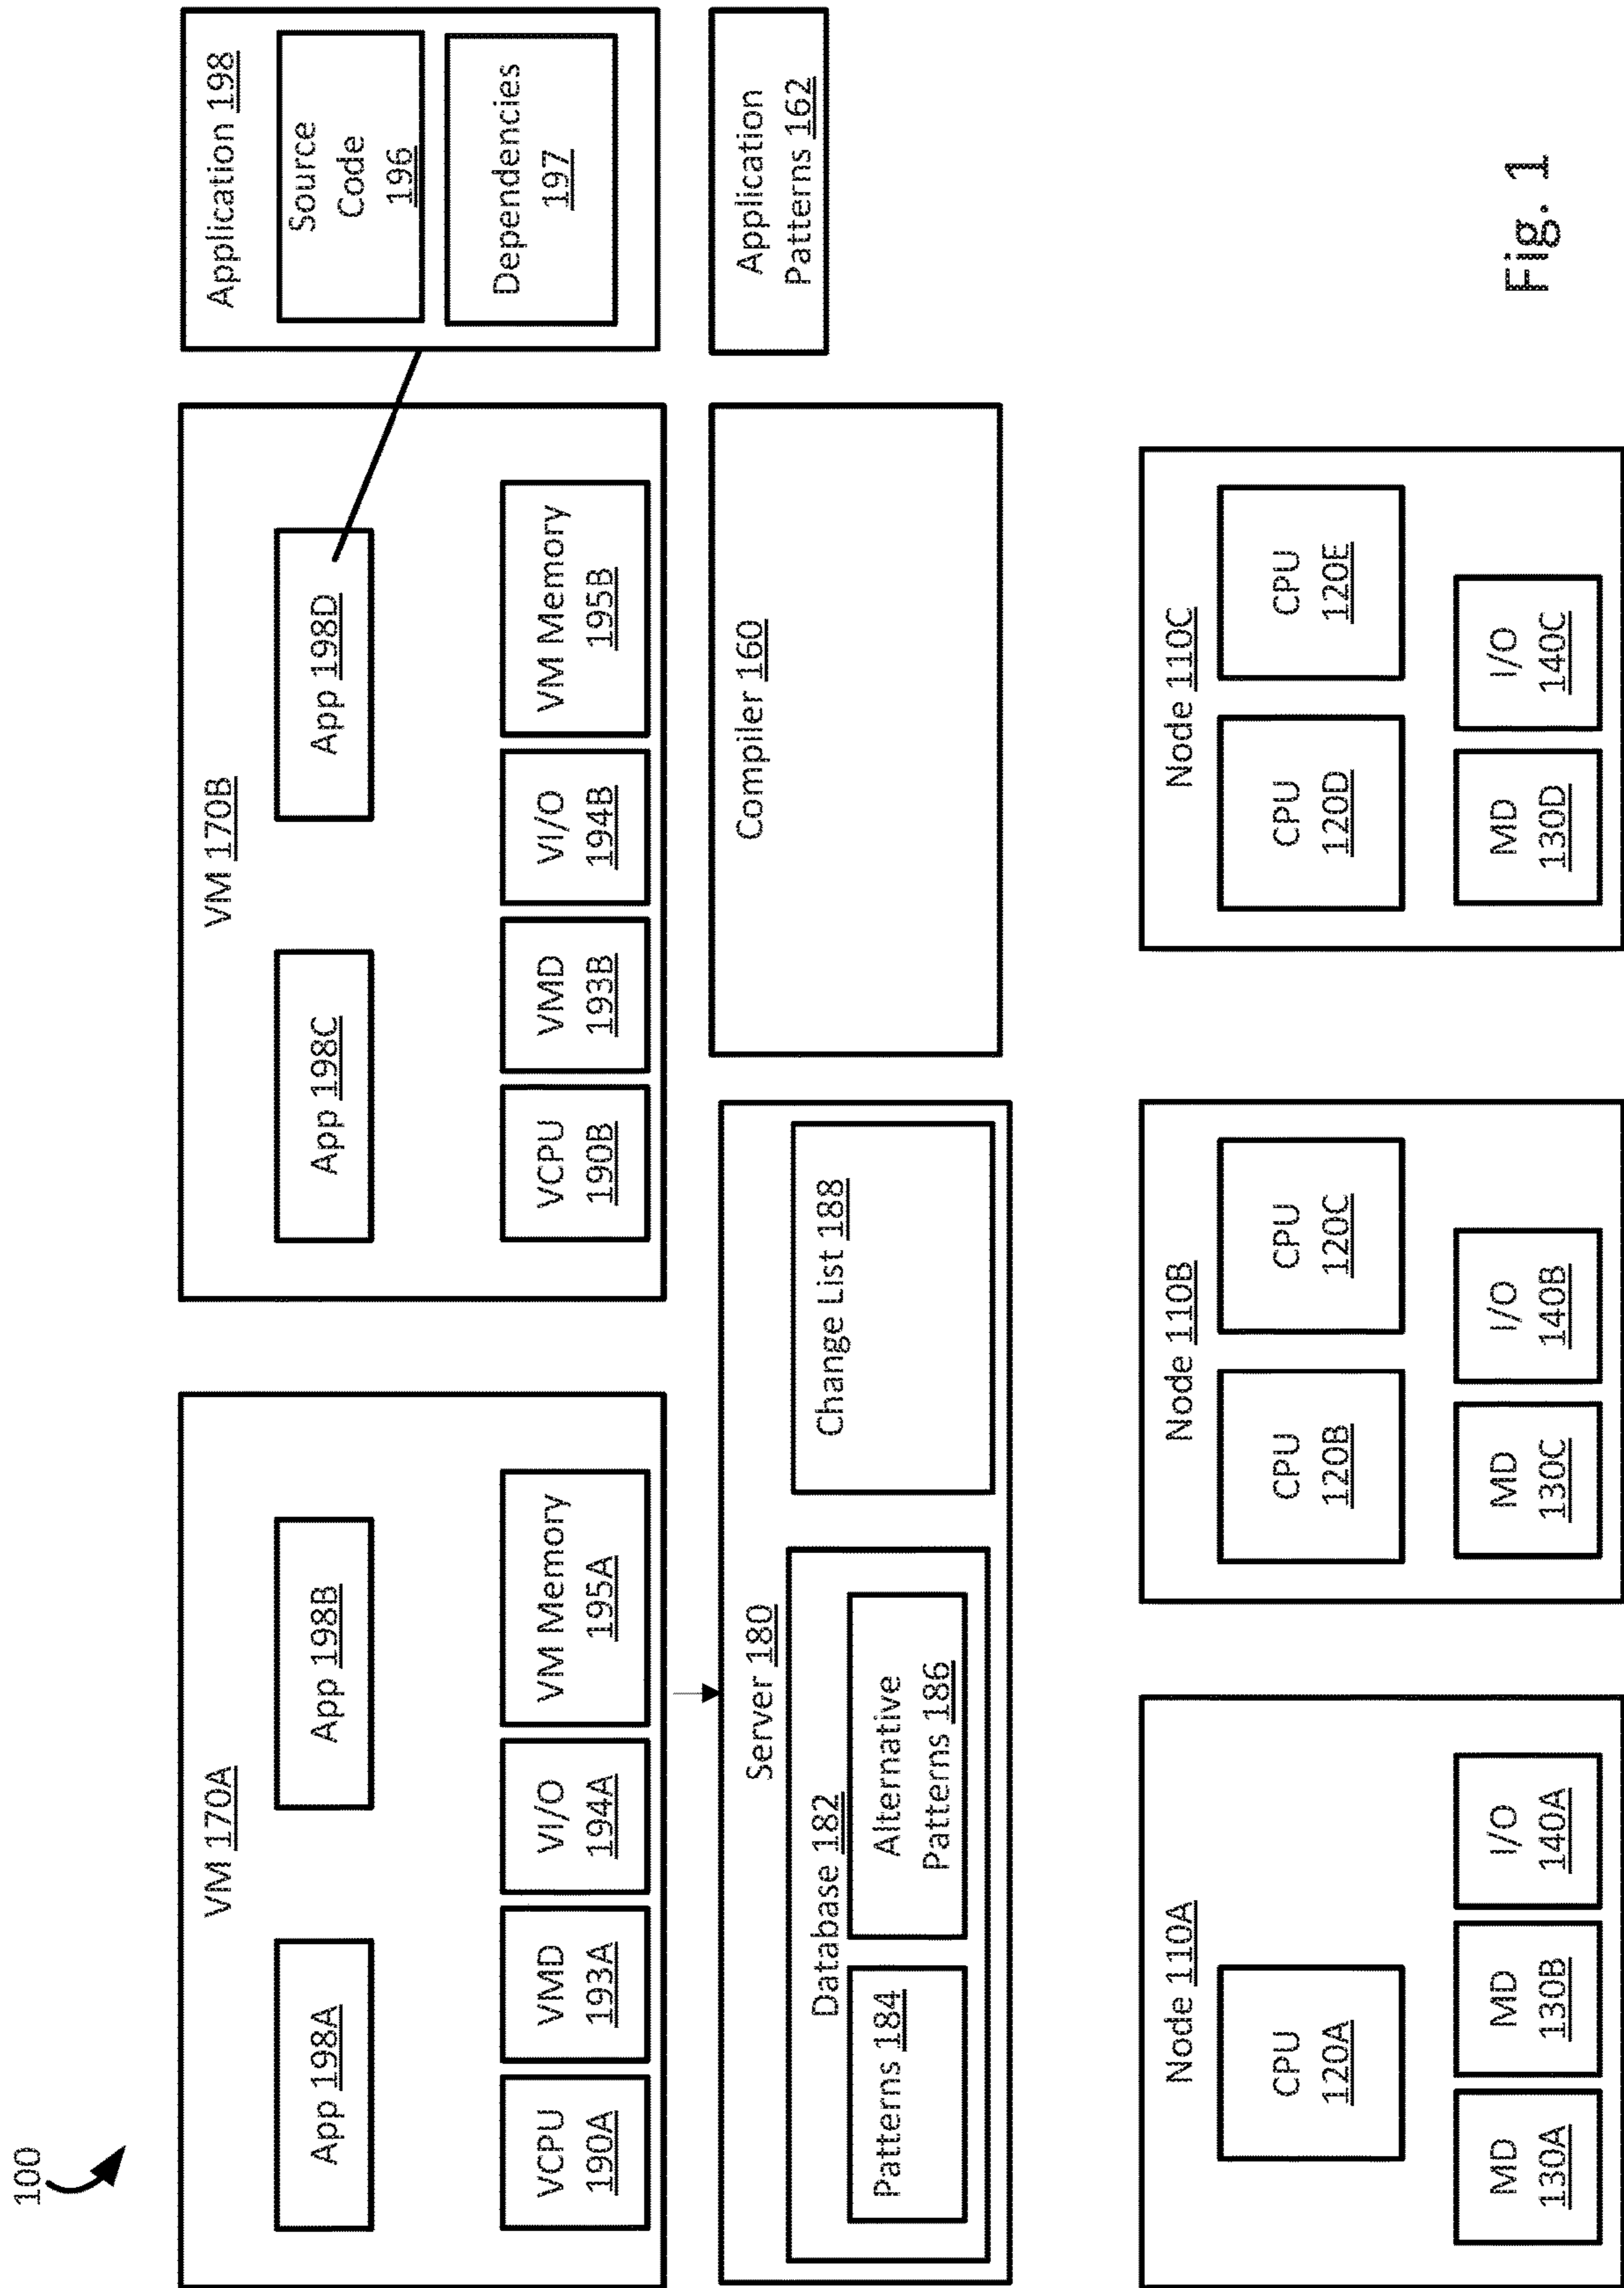 100
VM 170A
App 198A
App 198B
VCPU
190A
VMD
193A
VI/O
194A
VM Memory
195A
VM 170B
App 198C
App 198D
VCPU
190B
VMD
193B
VI/O
194B
VM Memory
195B
Application 198
Source
Code
196
Dependencies
197
Server 180
Database 182
Patterns 184
Alternative
Patterns 186
Change List 188
Compiler 160
Application
Patterns 162
Node 110A
CPU
120A
MD
130A
MD
130B
I/O
140A
Node 110B
CPU
120B
CPU
120C
MD
130C
I/O
140B
Node 110C
CPU
120D
CPU
120E
MD
130D
I/O
140C
Fig. 1